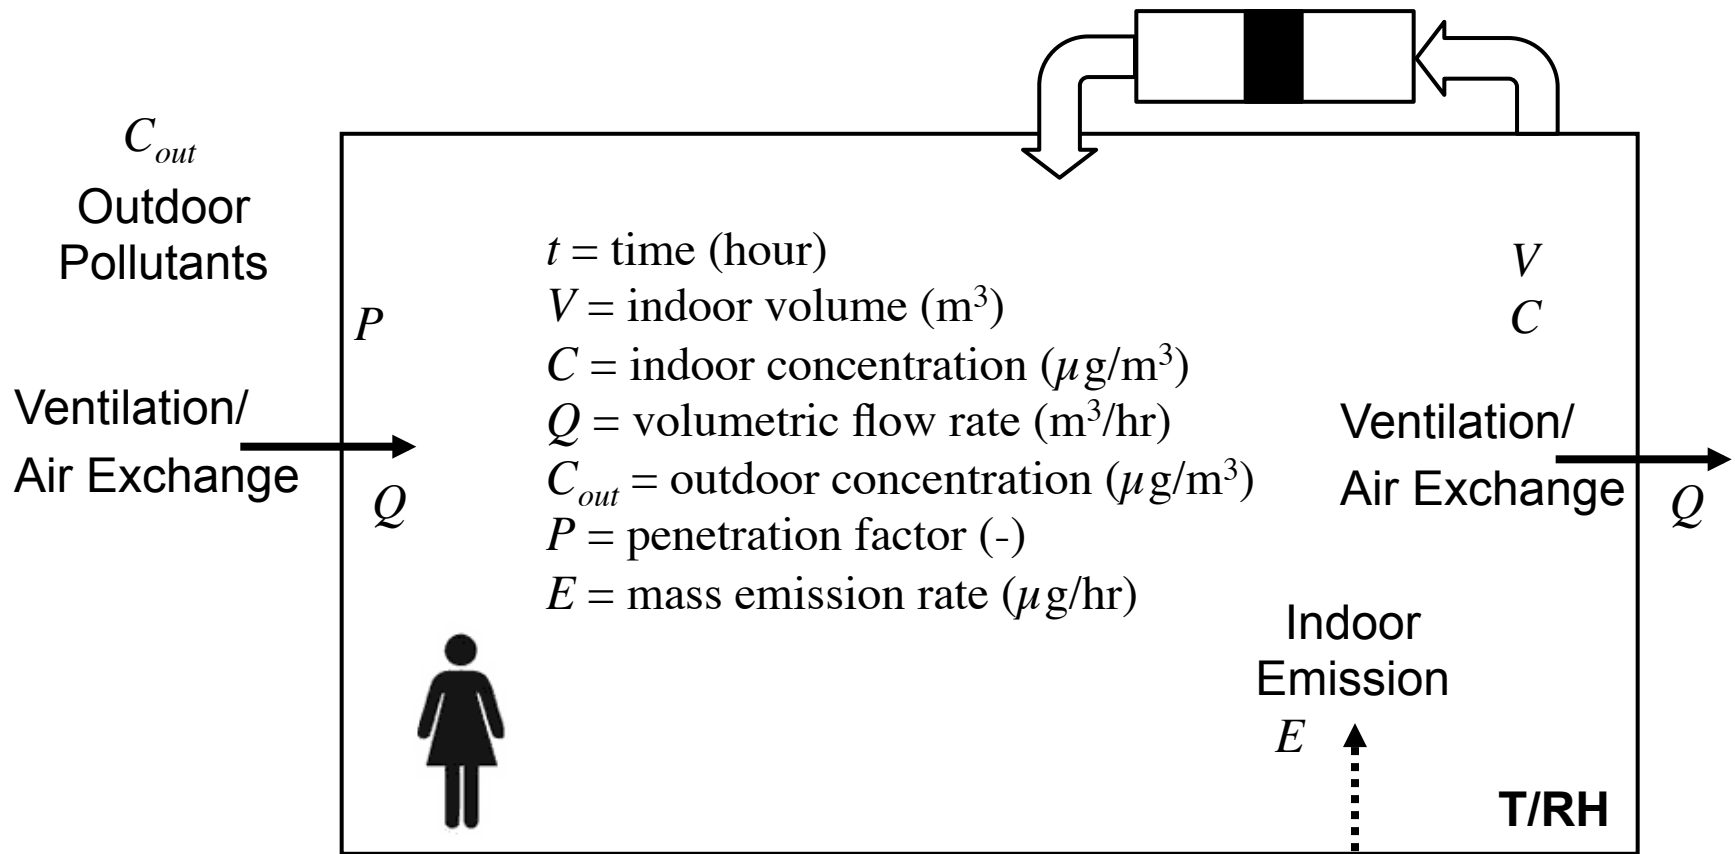 C_out
Outdoor
Pollutants
P
Ventilation/
Air Exchange
Q
t = time (hour)
V = indoor volume (m³)
C = indoor concentration (µg/m³)
Q = volumetric flow rate (m³/hr)
C_out = outdoor concentration (µg/m³)
P = penetration factor (-)
E = mass emission rate (µg/hr)
V
C
Ventilation/
Air Exchange
Q
Indoor
Emission
E
T/RH